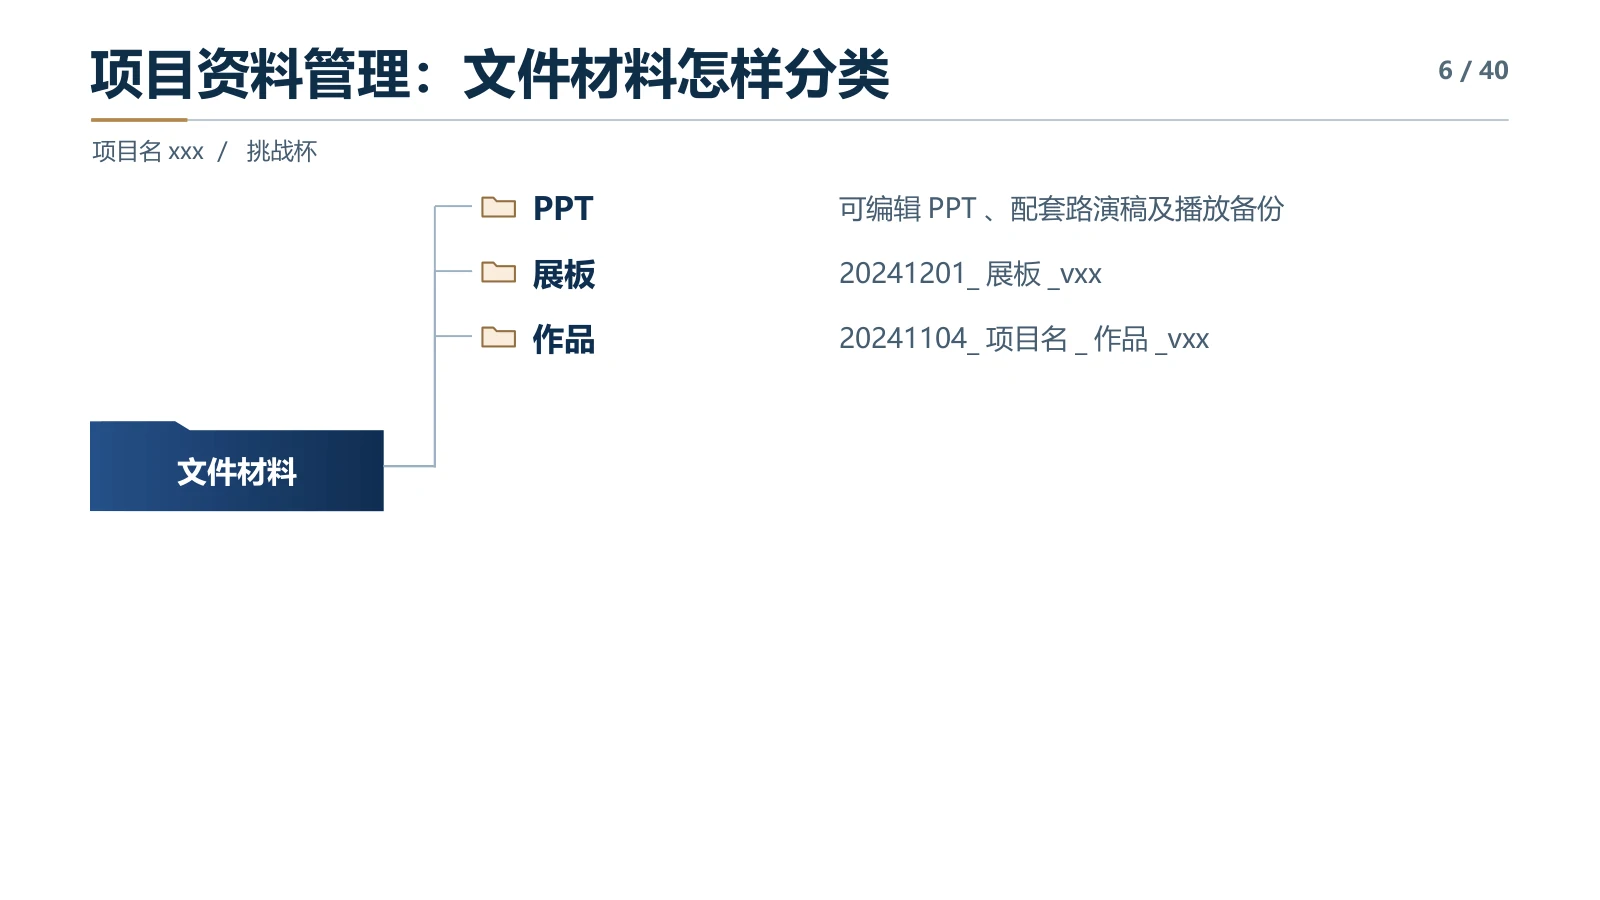 项目资料管理：文件材料怎样分类
6 / 40
项目名 xxx / 挑战杯
PPT 可编辑 PPT 、配套路演稿及播放备份
展板 20241201_ 展板 _vxx
作品 20241104_ 项目名 _ 作品 _vxx
文件材料